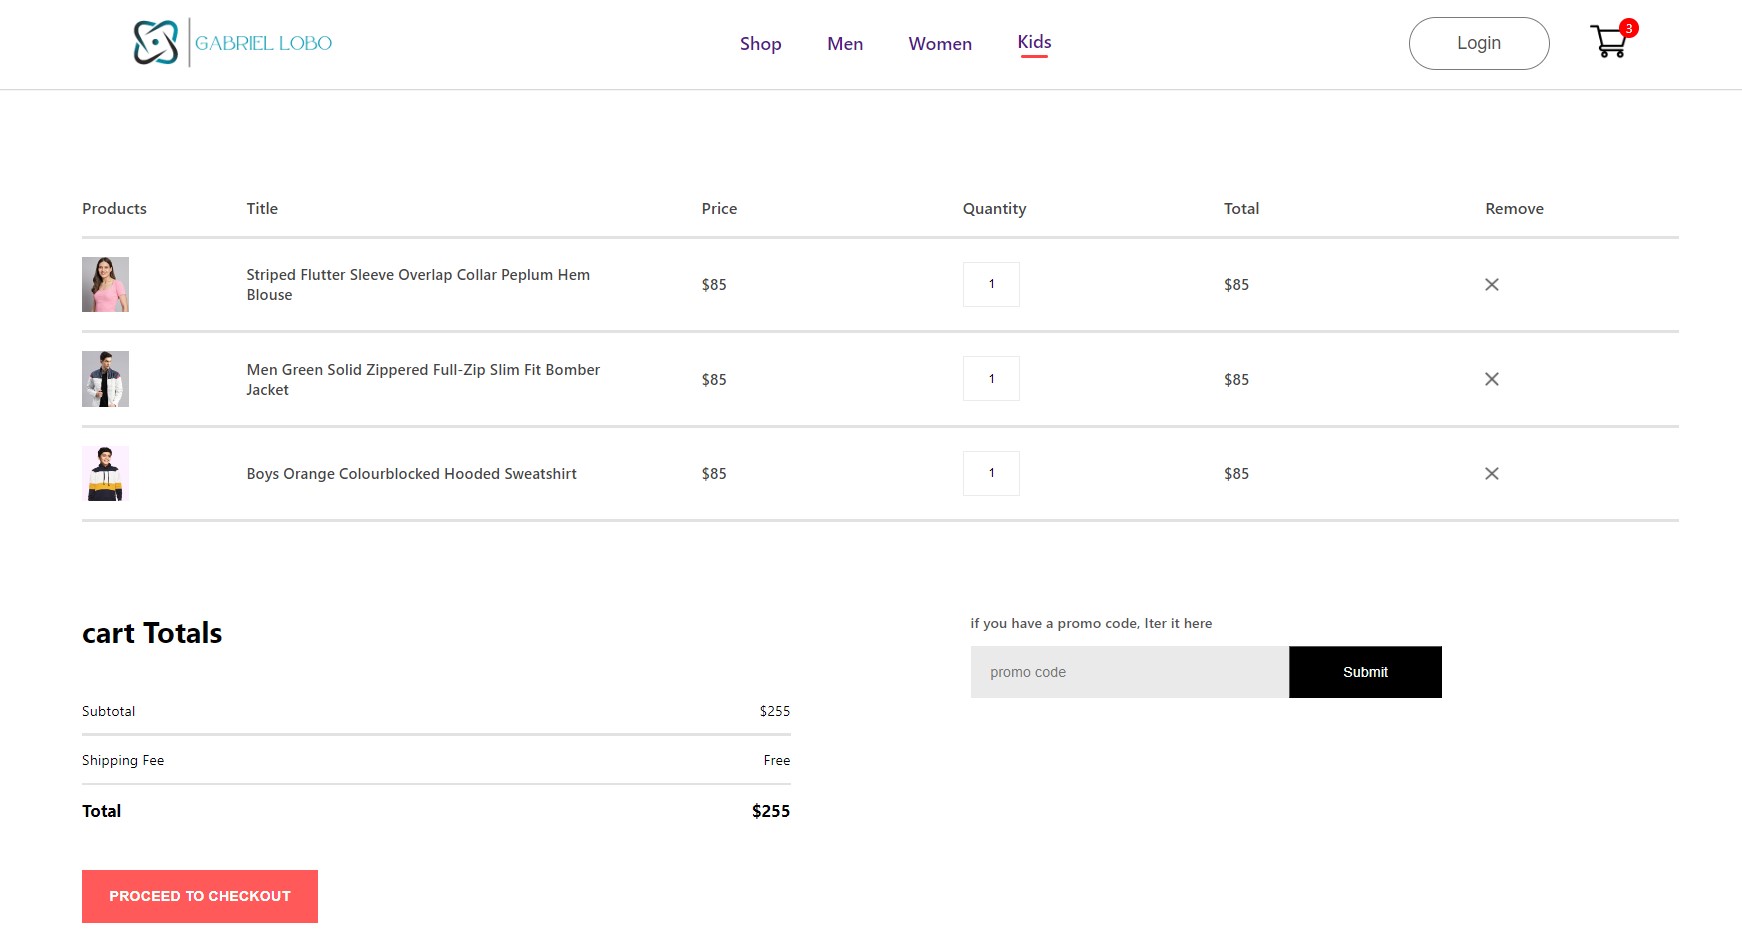 GABRIEL LOBO
Shop Men Women Kids
Login
3
Products Title Price Quantity Total Remove
Striped Flutter Sleeve Overlap Collar Peplum Hem
Blouse
$85 1 $85
Men Green Solid Zippered Full-Zip Slim Fit Bomber
Jacket
$85 1 $85
Boys Orange Colourblocked Hooded Sweatshirt $85 1 $85
cart Totals
Subtotal $255
Shipping Fee Free
Total $255
PROCEED TO CHECKOUT
if you have a promo code, Iter it here
promo code Submit